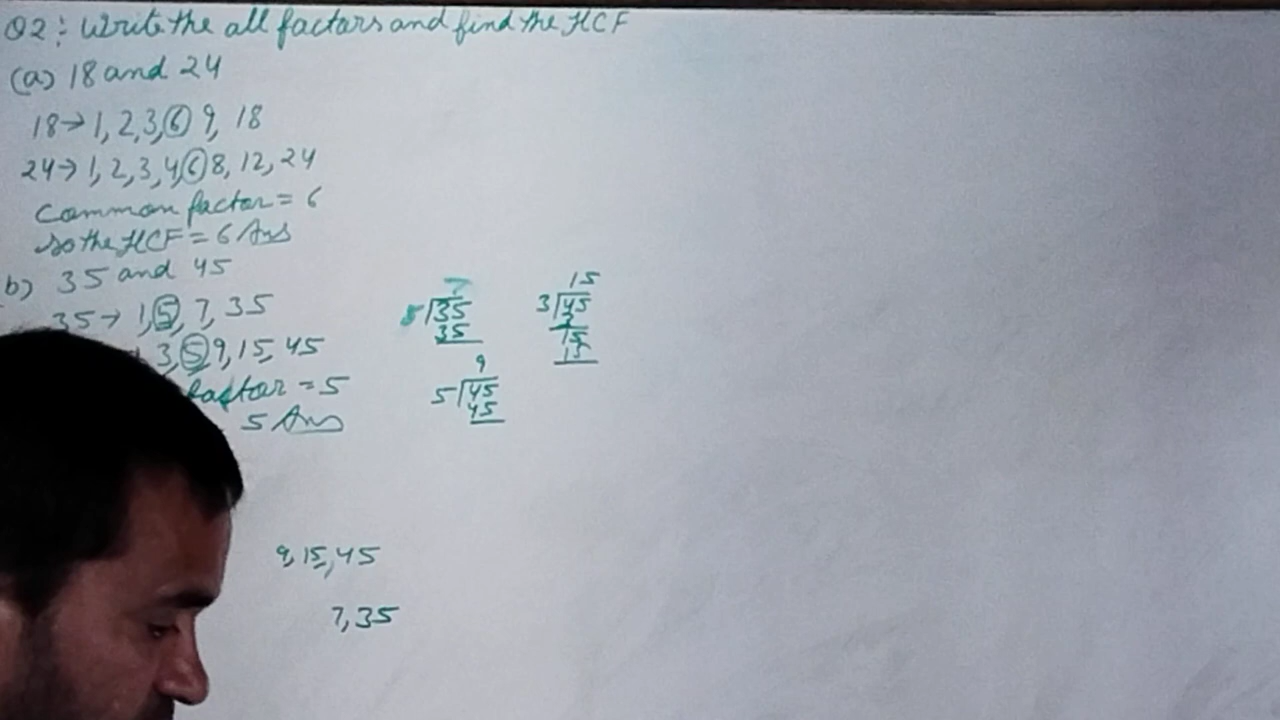 Q2: Write the all factors and find the HCF
(a) 18 and 24
18→ 1, 2, 3, 6, 9, 18
24→ 1, 2, 3, 4, 6, 8, 12, 24
Common factor = 6
so the HCF = 6 Ans
b) 35 and 45
35→ 1, 5, 7, 35
3, 5, 9, 15, 45
factor = 5
5 Ans
7
5√35
35
9
5√45
45
15
3√45
3
15
15
9, 15, 45
7, 35